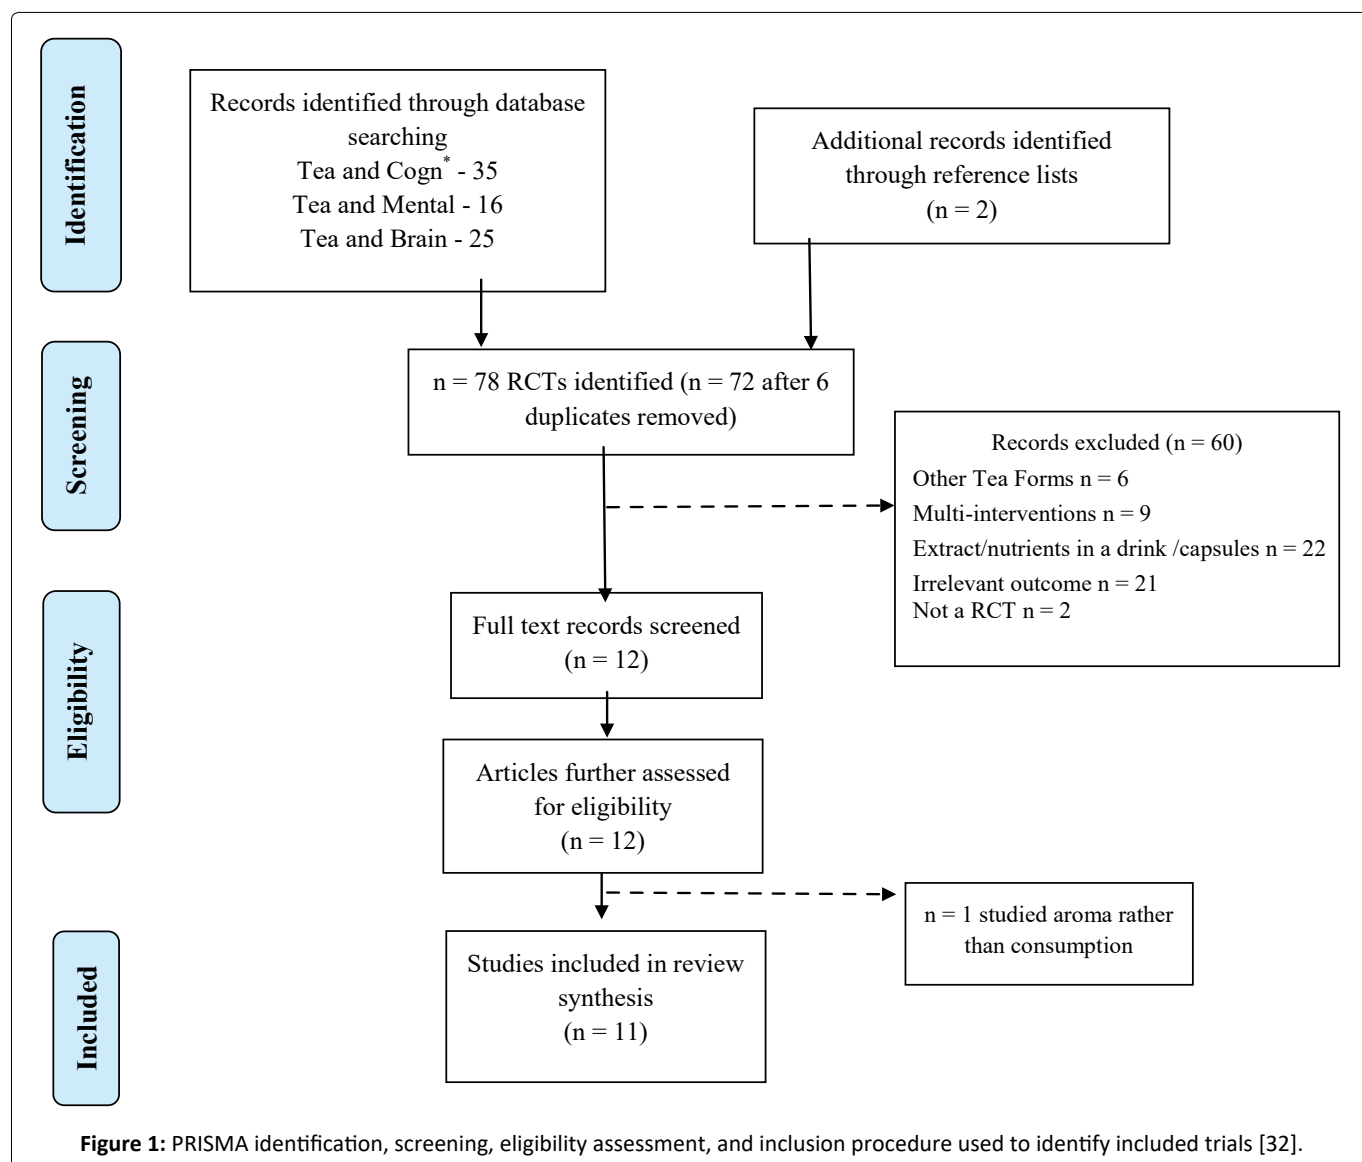 Identification
Records identified through database
searching
Tea and Cogn* - 35
Tea and Mental - 16
Tea and Brain - 25
Additional records identified
through reference lists
(n = 2)
Screening
n = 78 RCTs identified (n = 72 after 6
duplicates removed)
Records excluded (n = 60)
Other Tea Forms n = 6
Multi-interventions n = 9
Extract/nutrients in a drink /capsules n = 22
Irrelevant outcome n = 21
Not a RCT n = 2
Eligibility
Full text records screened
(n = 12)
Articles further assessed
for eligibility
(n = 12)
n = 1 studied aroma rather
than consumption
Included
Studies included in review
synthesis
(n = 11)
Figure 1: PRISMA identification, screening, eligibility assessment, and inclusion procedure used to identify included trials [32].